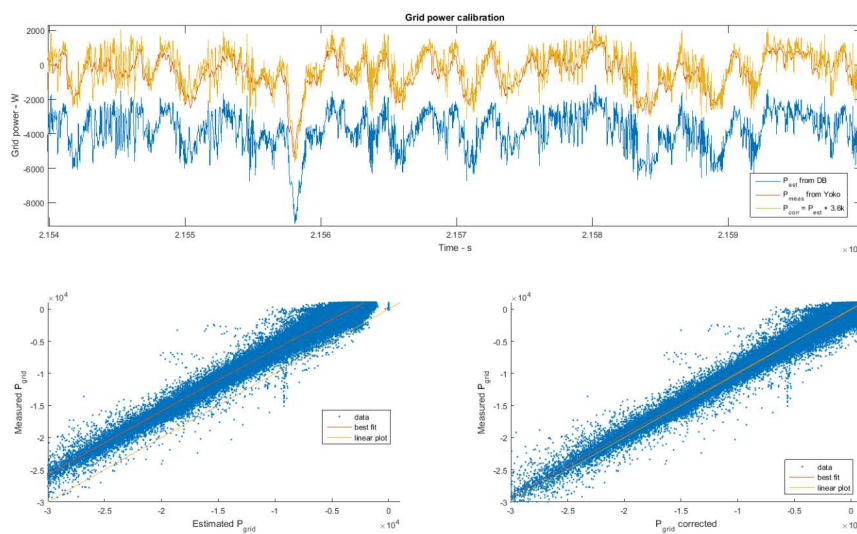 Grid power calibration
2000
0
-2000
-4000
-6000
-8000
Grid power - W
P_est from DB
P_meas from Yoko
P_corr = P_est + 3.6k
2.154 2.155 2.156 2.157 2.158 2.159
Time - s
× 10
× 10^4
0
-0.5
-1
-1.5
-2
-2.5
-3
Measured P_grid
data
best fit
linear plot
-3 -2.5 -2 -1.5 -1 -0.5 0
× 10^4
Estimated P_grid
× 10^4
0
-0.5
-1
-1.5
-2
-2.5
-3
Measured P_grid
data
best fit
linear plot
-3 -2.5 -2 -1.5 -1 -0.5 0
× 10
P_grid corrected